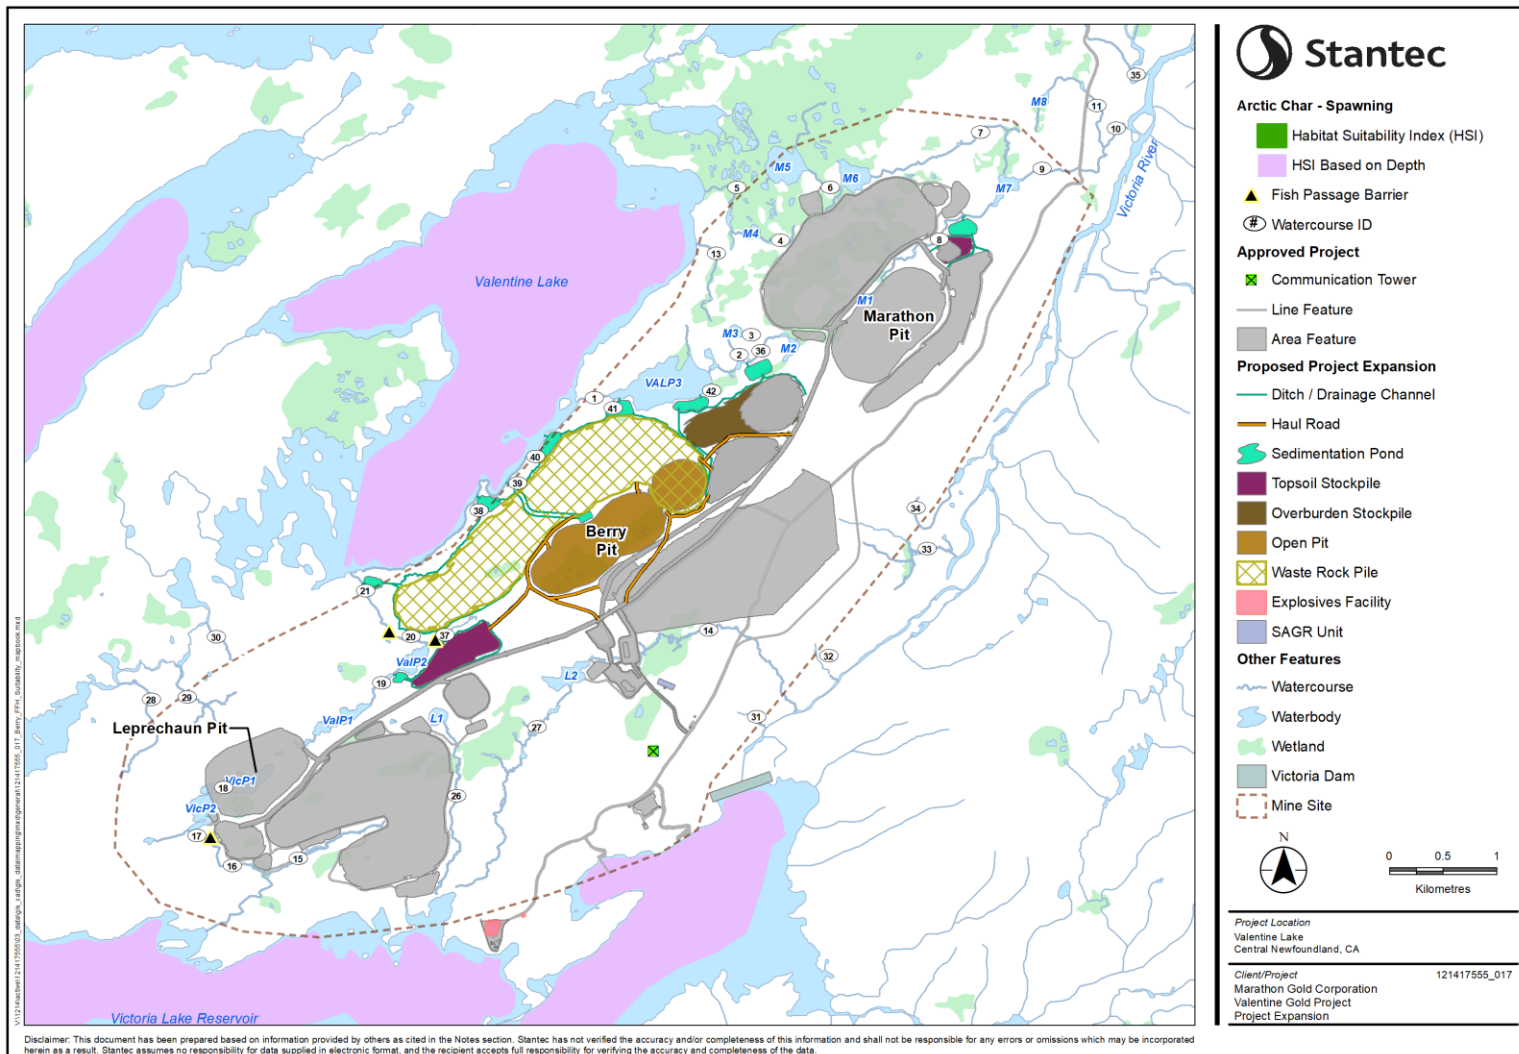 Stantec
Arctic Char - Spawning
Habitat Suitability Index (HSI)
HSI Based on Depth
Fish Passage Barrier
# Watercourse ID
Approved Project
Communication Tower
Line Feature
Area Feature
Proposed Project Expansion
Ditch / Drainage Channel
Haul Road
Sedimentation Pond
Topsoil Stockpile
Overburden Stockpile
Open Pit
Waste Rock Pile
Explosives Facility
SAGR Unit
Other Features
Watercourse
Waterbody
Wetland
Victoria Dam
Mine Site
N
0 0.5 1
Kilometres
Project Location
Valentine Lake
Central Newfoundland, CA
Client/Project 121417555_017
Marathon Gold Corporation
Valentine Gold Project
Project Expansion
35
M8
11
10
7
9
M5
M6
M7
5
6
Victoria River
M4
4
8
13
Valentine Lake
M1
Marathon
Pit
M3
3
2
36
M2
VALP3
1
41
42
40
39
38
Berry
Pit
34
33
21
20
37
14
30
ValP2
32
19
L2
28
29
ValP1
L1
27
31
Leprechaun Pit
VicP1
18
26
VicP2
17
16
15
Victoria Lake Reservoir
Disclaimer: This document has been prepared based on information provided by others as cited in the Notes section. Stantec has not verified the accuracy and/or completeness of this information and shall not be responsible for any errors or omissions which may be incorporated
herein as a result. Stantec assumes no responsibility for data supplied in electronic format, and the recipient accepts full responsibility for verifying the accuracy and completeness of the data.